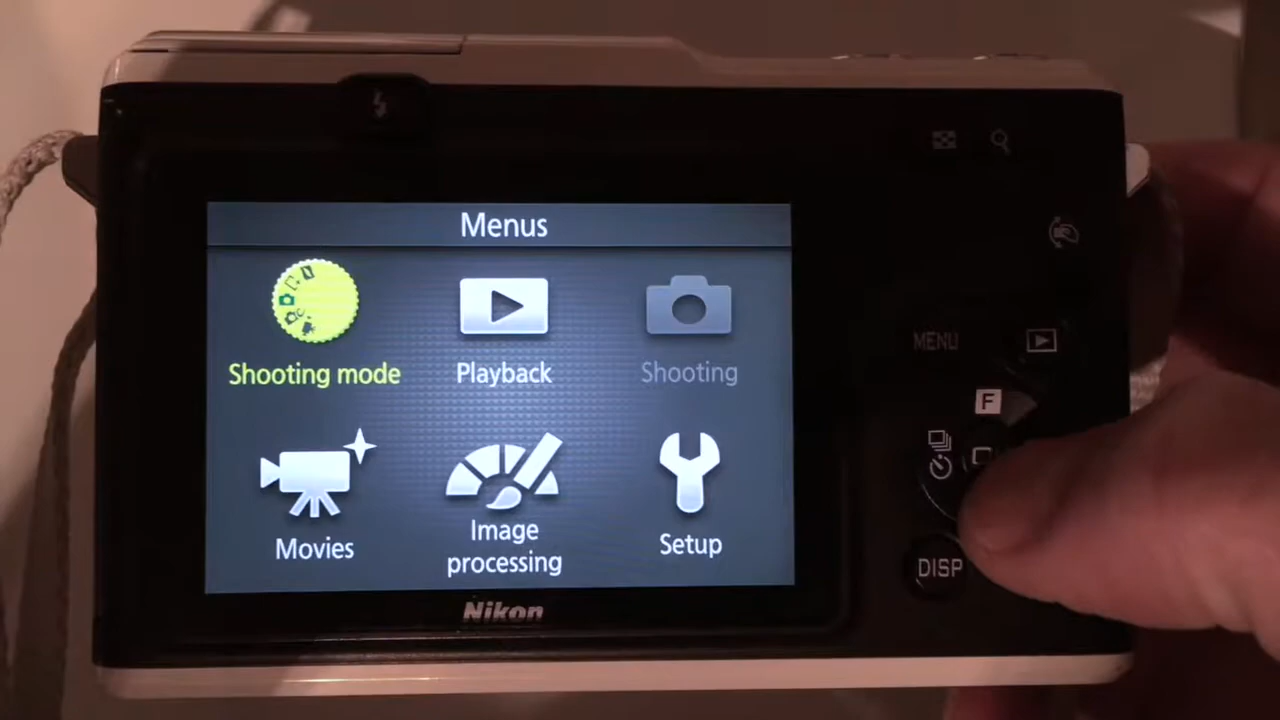 Menus
Shooting mode
Playback
Shooting
MENU
F
Movies
Image
processing
Setup
DISP
Nikon